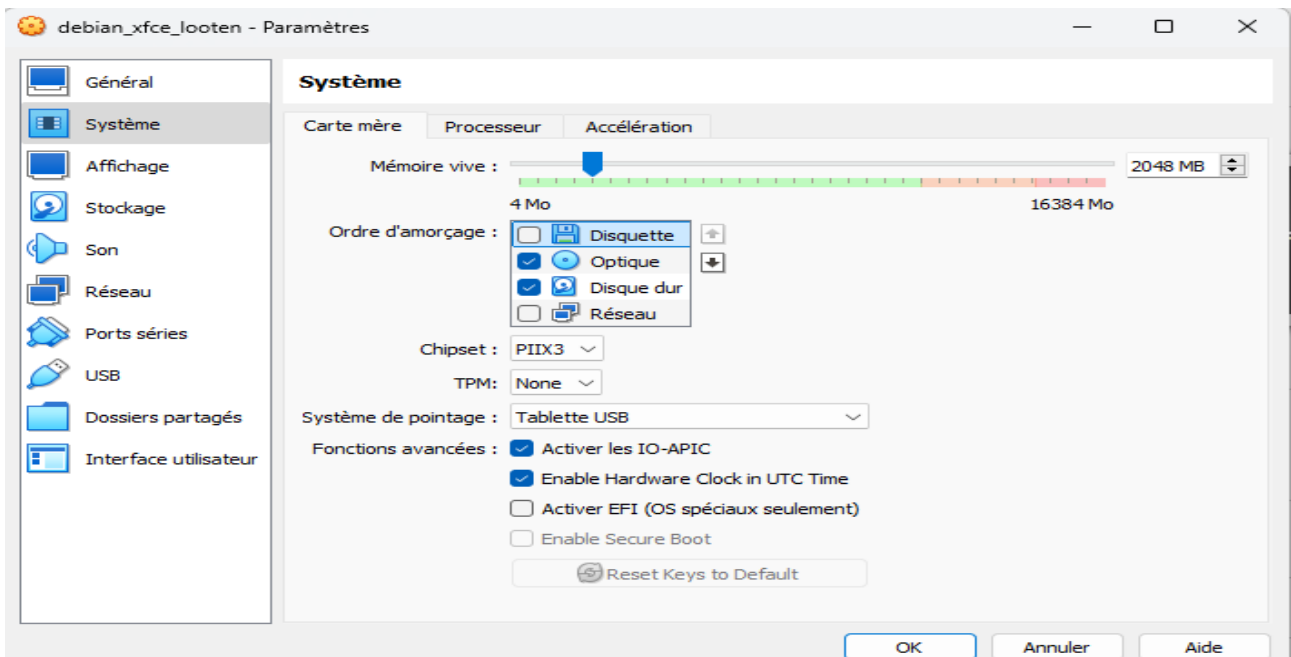 debian_xfce_looten - Paramètres
Général
Système
Affichage
Stockage
Son
Réseau
Ports séries
USB
Dossiers partagés
Interface utilisateur
Système
Carte mère Processeur Accélération
Mémoire vive : 2048 MB
4 Mo 16384 Mo
Ordre d'amorçage : Disquette
Optique
Disque dur
Réseau
Chipset : PIIX3
TPM: None
Système de pointage : Tablette USB
Fonctions avancées : Activer les IO-APIC
Enable Hardware Clock in UTC Time
Activer EFI (OS spéciaux seulement)
Enable Secure Boot
Reset Keys to Default
OK Annuler Aide